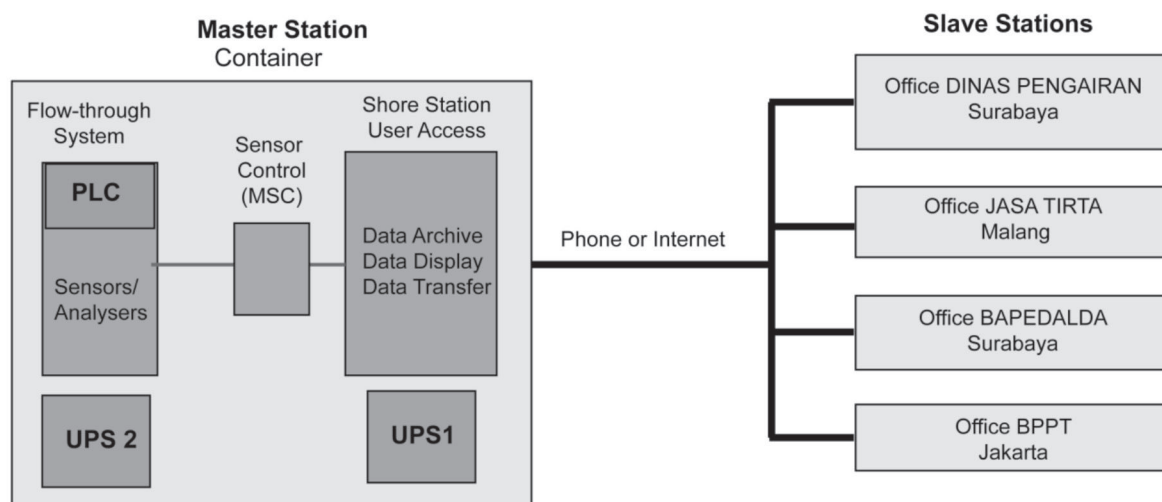 Master Station
Container
Flow-through
System
PLC
Sensors/
Analysers
UPS 2
Sensor
Control
(MSC)
Shore Station
User Access
Data Archive
Data Display
Data Transfer
UPS1
Phone or Internet
Slave Stations
Office DINAS PENGAIRAN
Surabaya
Office JASA TIRTA
Malang
Office BAPEDALDA
Surabaya
Office BPPT
Jakarta